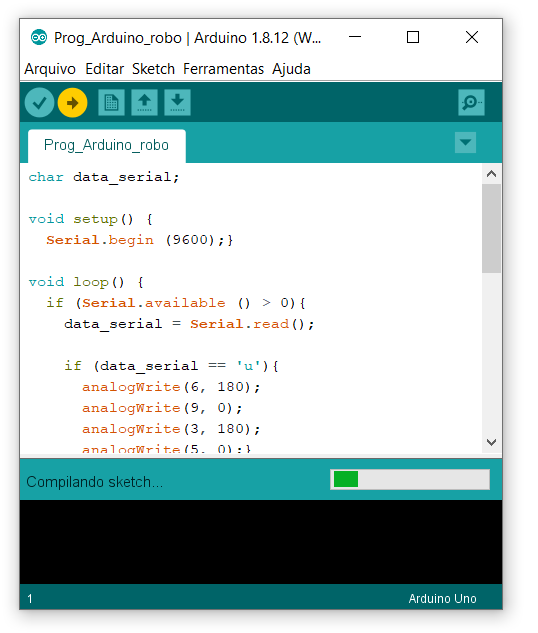 Prog_Arduino_robo | Arduino 1.8.12 (W...
Arquivo Editar Sketch Ferramentas Ajuda
Prog_Arduino_robo
char data_serial;
void setup() {
Serial.begin (9600);}
void loop() {
if (Serial.available () > 0){
data_serial = Serial.read();
if (data_serial == 'u'){
analogWrite(6, 180);
analogWrite(9, 0);
analogWrite(3, 180);
analogWrite(5, 0);}
Compilando sketch...
1
Arduino Uno